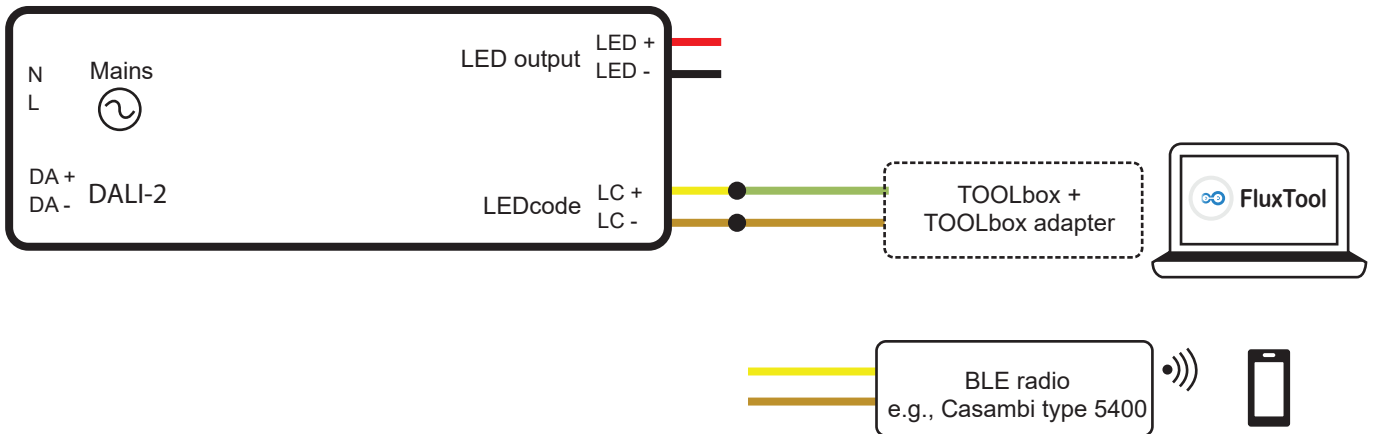 N
L
Mains
DA +
DA -
DALI-2
LED output
LED +
LED -
LEDcode
LC +
LC -
TOOLbox +
TOOLbox adapter
FluxTool
BLE radio
e.g., Casambi type 5400